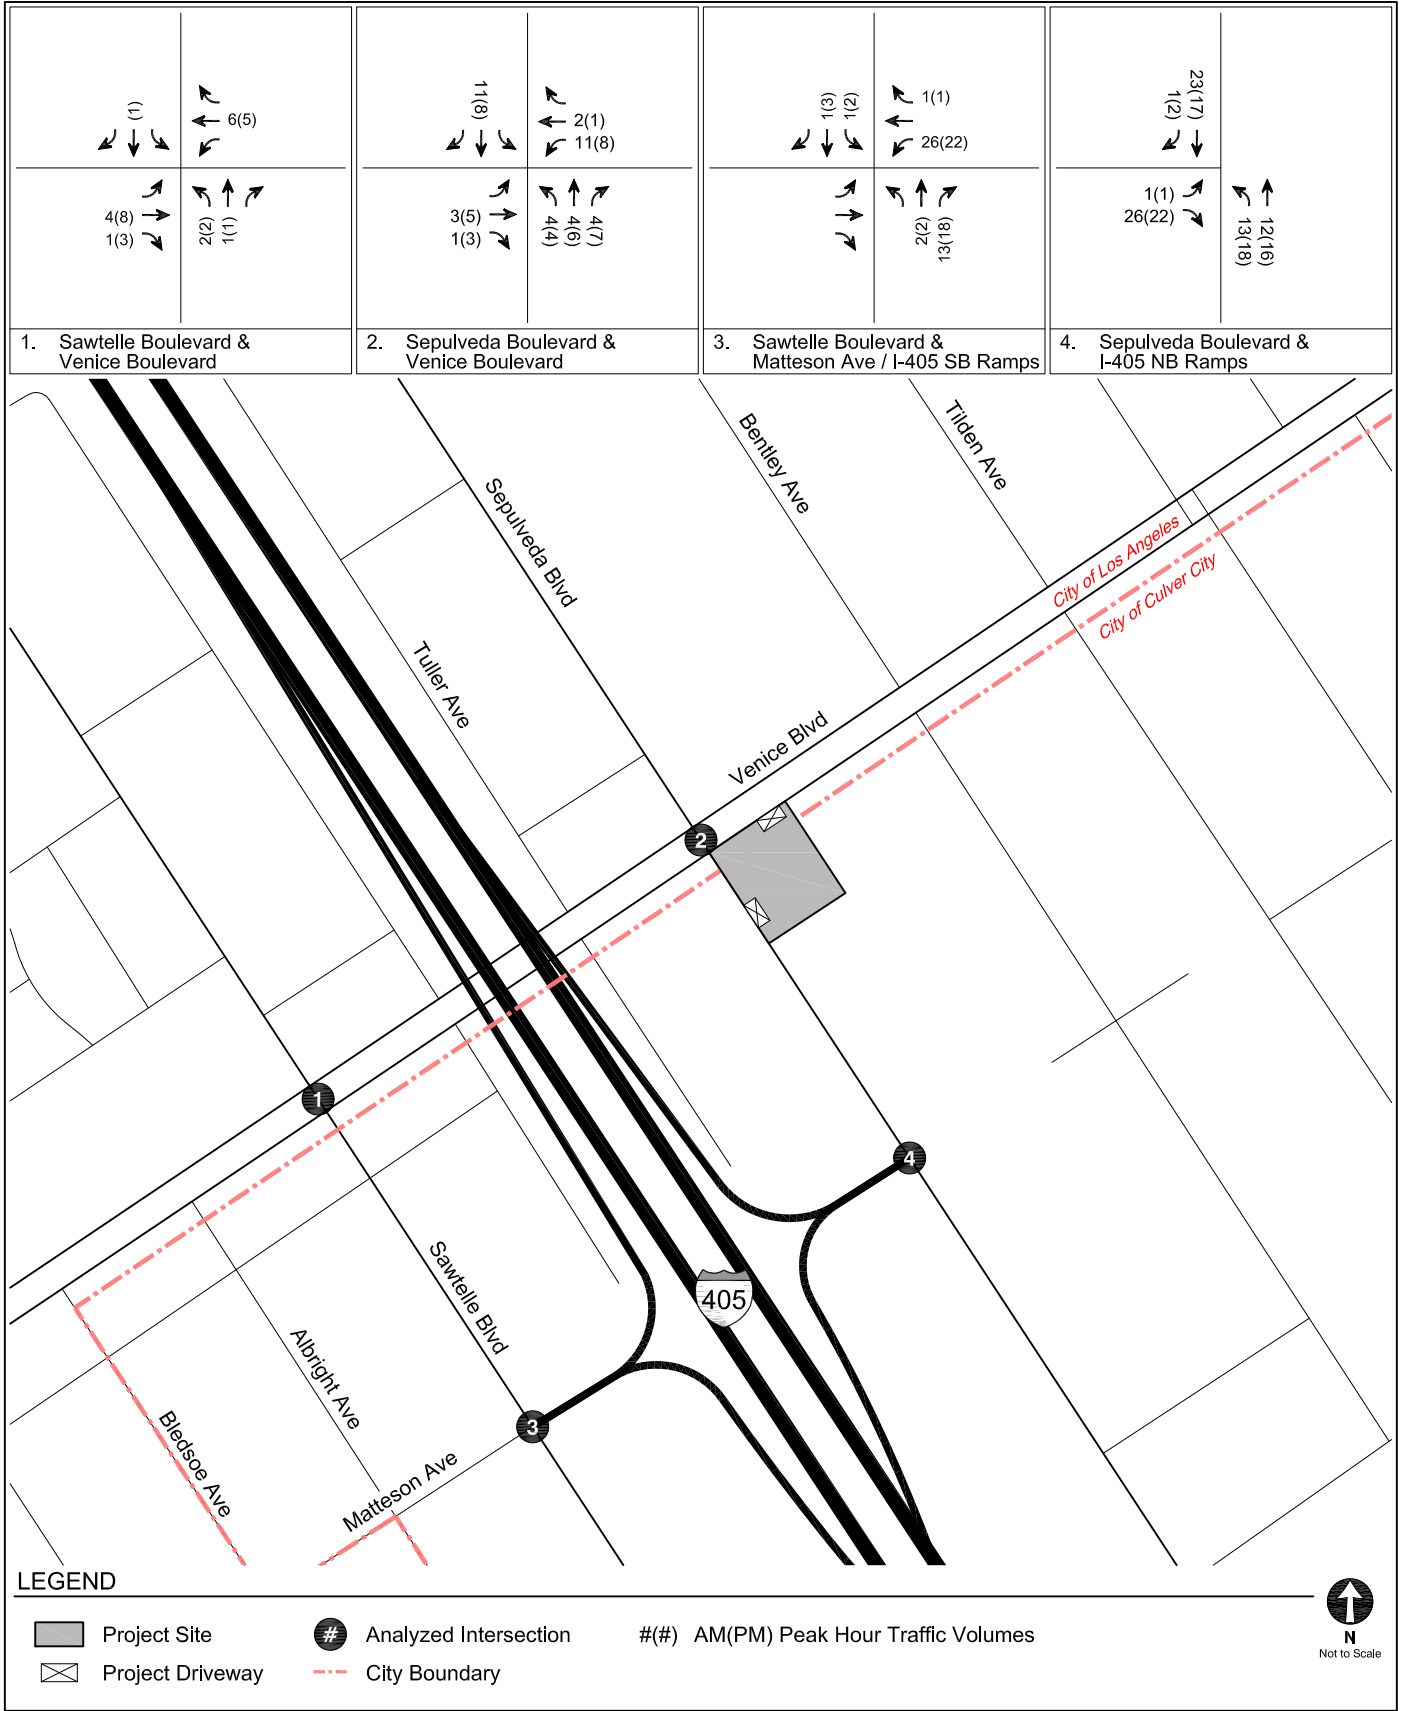 (1)
6(5)
4(8)
1(3)
2(2)
1(1)
1. Sawtelle Boulevard &
Venice Boulevard
11(8)
2(1)
11(8)
3(5)
1(3)
4(4)
4(6)
4(7)
2. Sepulveda Boulevard &
Venice Boulevard
1(3)
1(2)
1(1)
26(22)
2(2)
13(18)
3. Sawtelle Boulevard &
Matteson Ave / I-405 SB Ramps
1(2)
23(17)
1(1)
26(22)
13(18)
12(16)
4. Sepulveda Boulevard &
I-405 NB Ramps
Bentley Ave
Tilden Ave
Sepulveda Blvd
City of Los Angeles
City of Culver City
Tuller Ave
Venice Blvd
2
1
4
Sawtelle Blvd
405
Albright Ave
3
Bledsoe Ave
Matteson Ave
LEGEND
Project Site
# Analyzed Intersection
#(#) AM(PM) Peak Hour Traffic Volumes
Project Driveway
City Boundary
N
Not to Scale